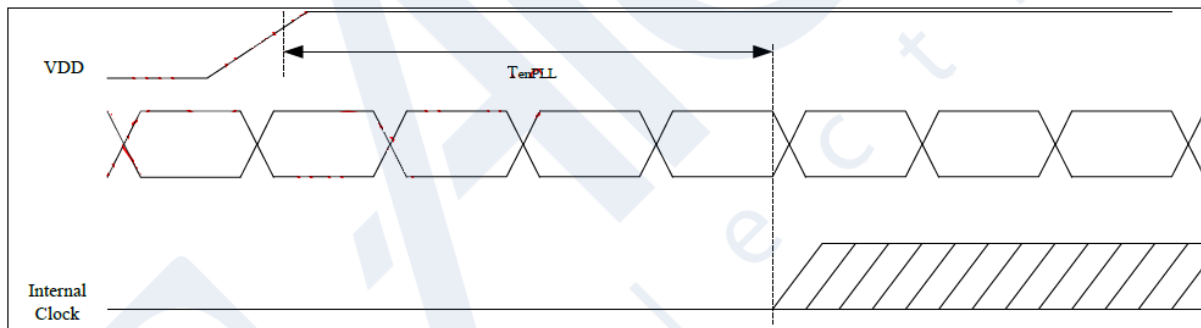 VDD
TenPLL
Internal
Clock
e c t
l